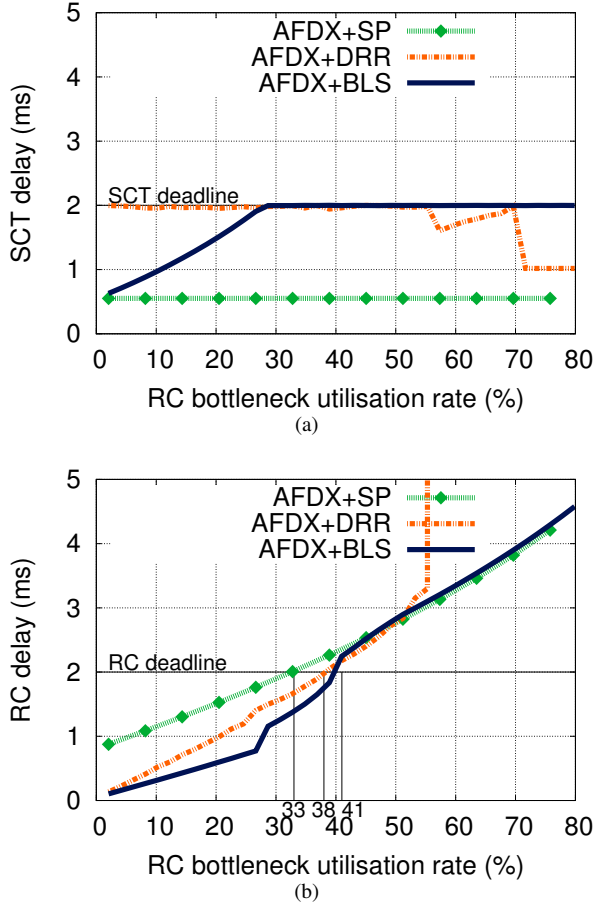 AFDX+SP
AFDX+DRR
AFDX+BLS
5
4
3
2
1
0
SCT delay (ms)
SCT deadline
0 10 20 30 40 50 60 70 80
RC bottleneck utilisation rate (%)
(a)
AFDX+SP
AFDX+DRR
AFDX+BLS
5
4
3
2
1
0
RC delay (ms)
RC deadline
33 38 41
0 10 20 30 40 50 60 70 80
RC bottleneck utilisation rate (%)
(b)